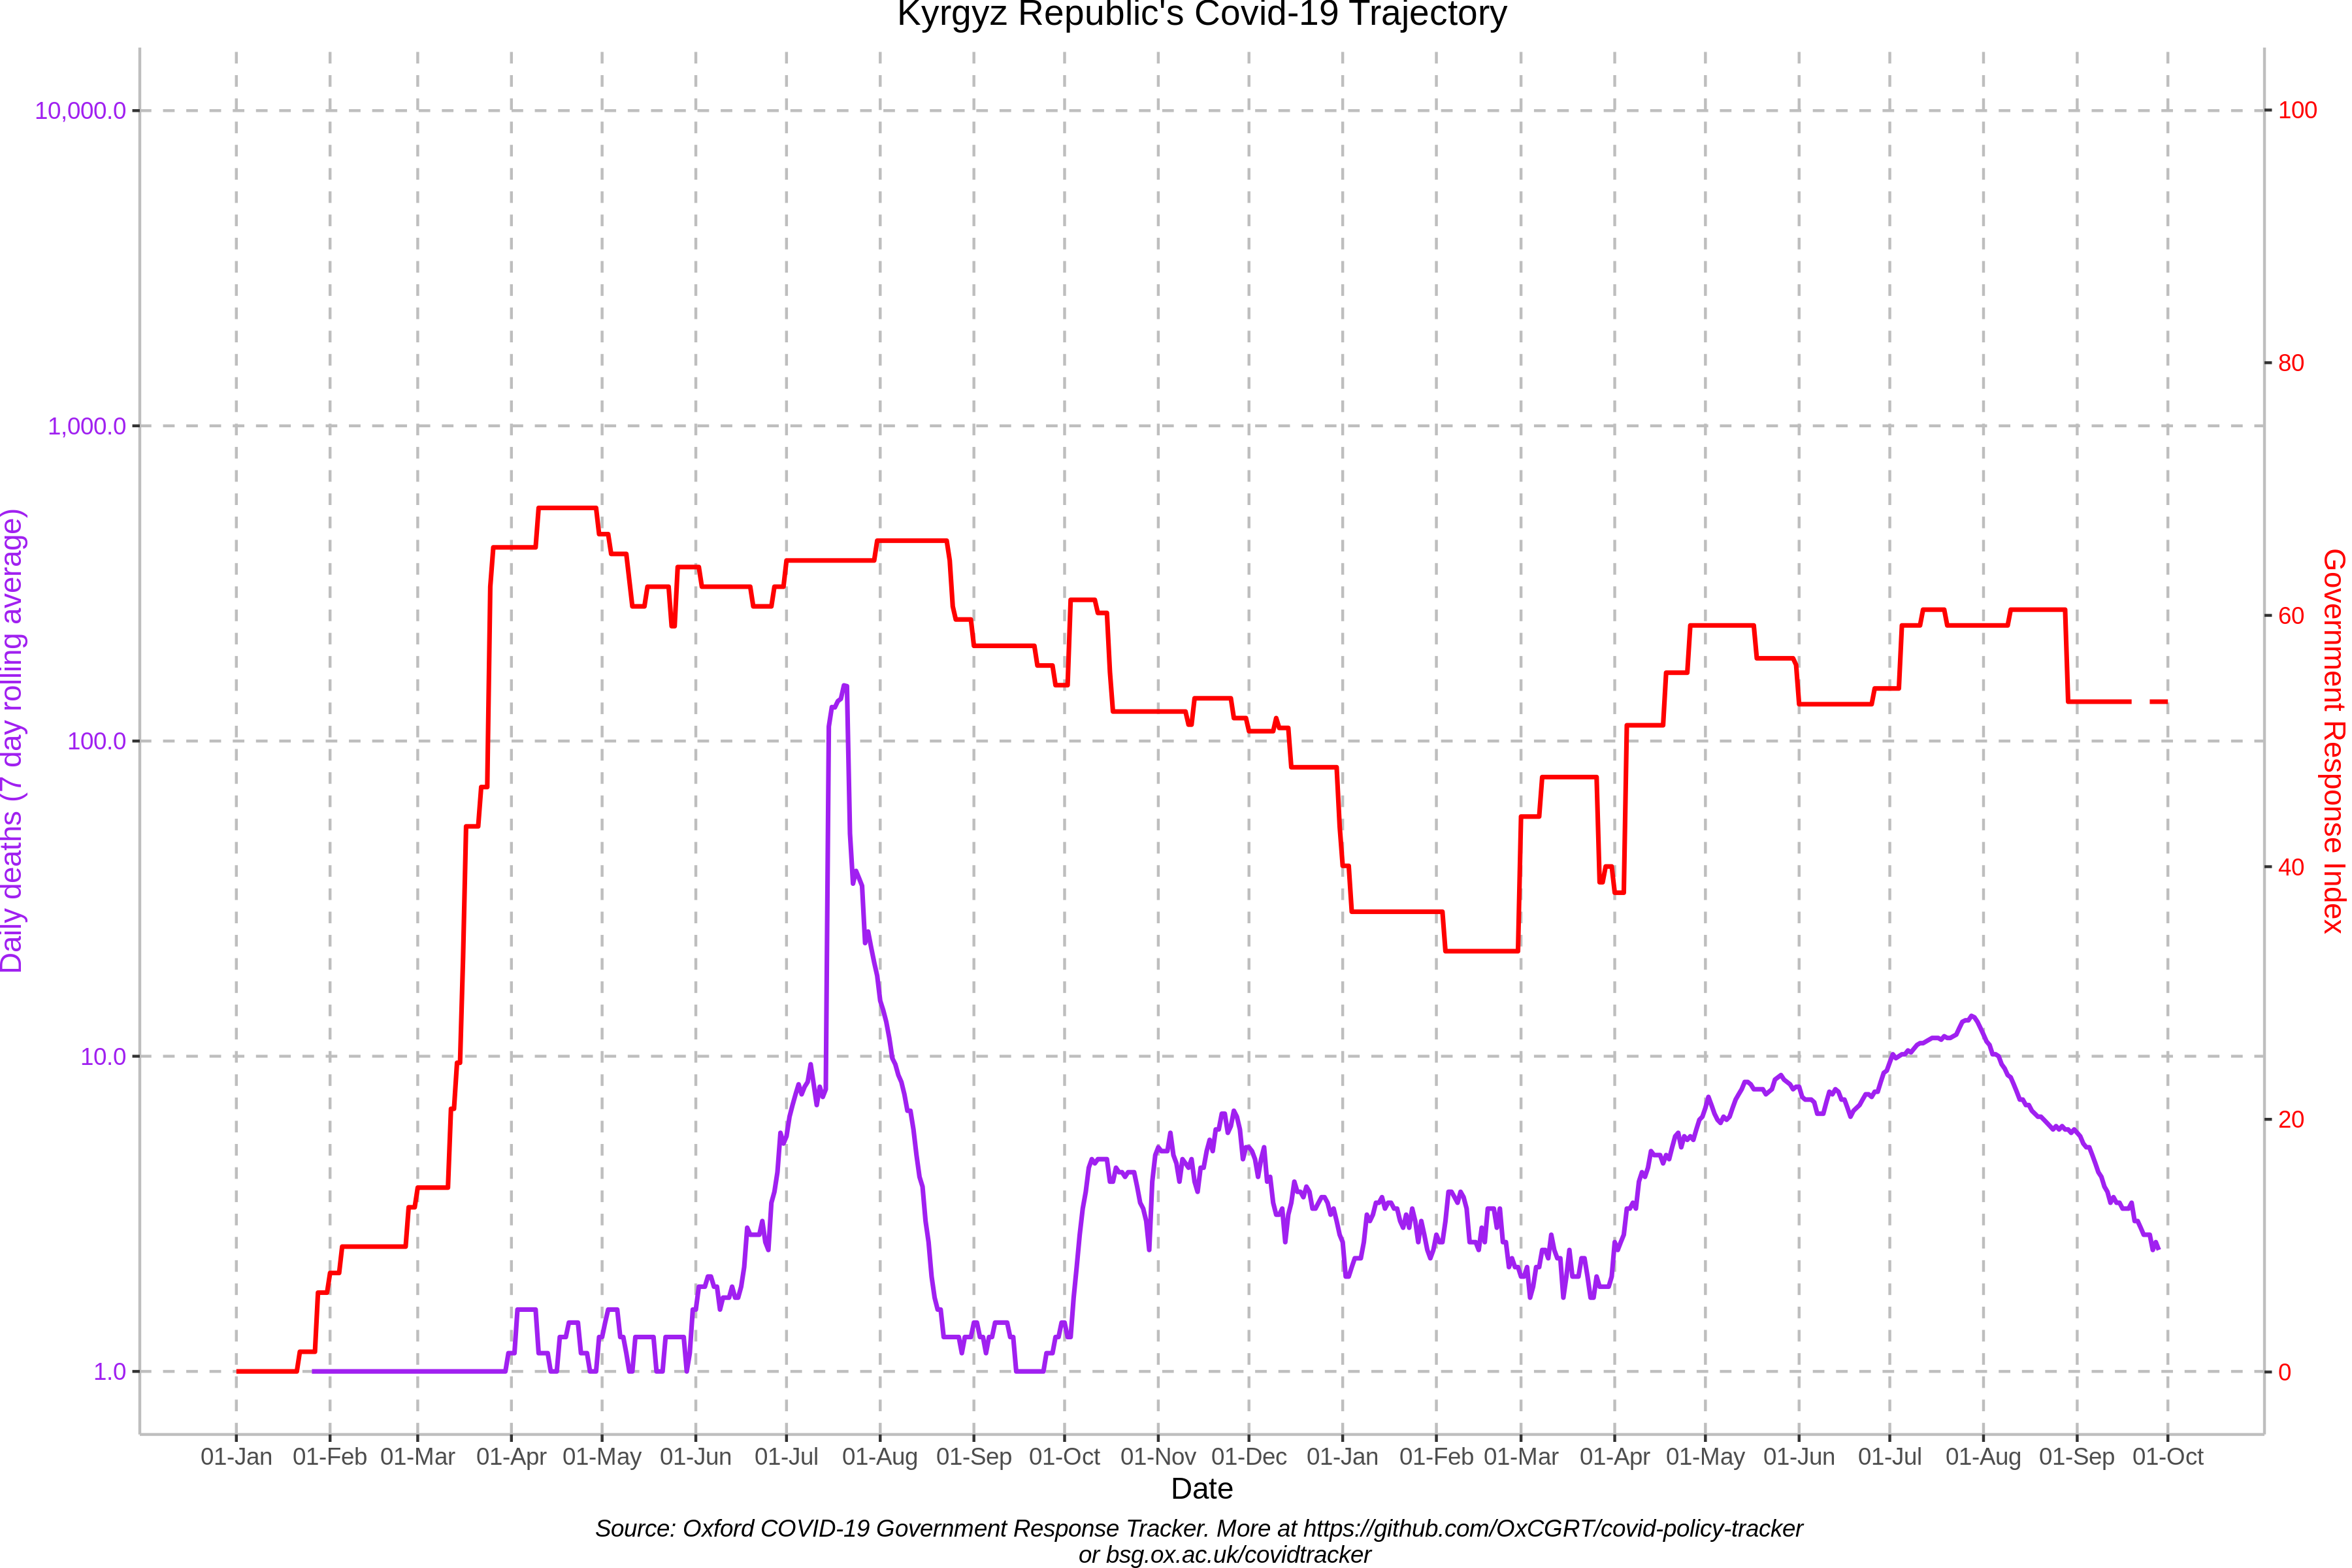 Kyrgyz Republic's Covid-19 Trajectory
10,000.0
1,000.0
100.0
10.0
1.0
Daily deaths (7 day rolling average)
100
80
60
40
20
0
Government Response Index
01-Jan 01-Feb 01-Mar 01-Apr 01-May 01-Jun 01-Jul 01-Aug 01-Sep 01-Oct 01-Nov 01-Dec 01-Jan 01-Feb 01-Mar 01-Apr 01-May 01-Jun 01-Jul 01-Aug 01-Sep 01-Oct
Date
Source: Oxford COVID-19 Government Response Tracker. More at https://github.com/OxCGRT/covid-policy-tracker
or bsg.ox.ac.uk/covidtracker